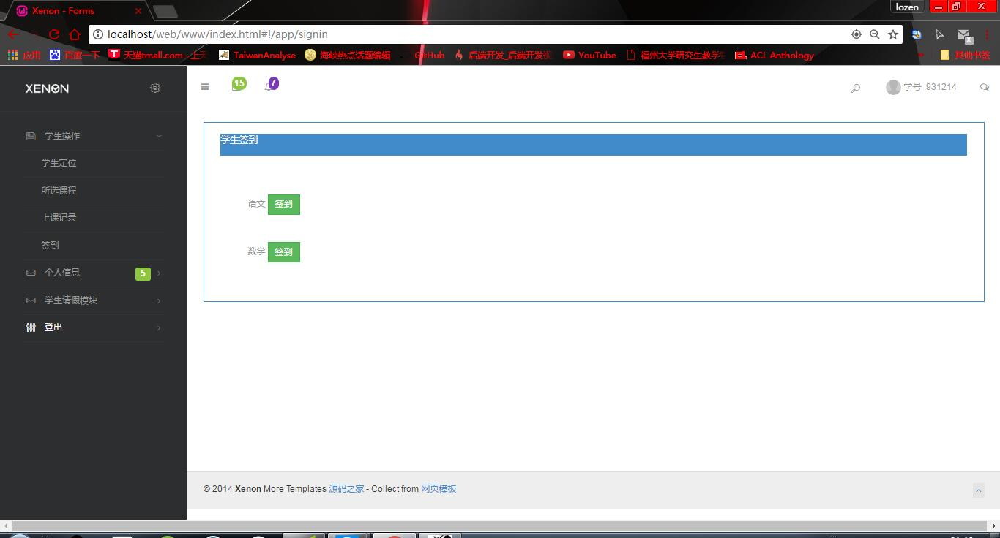 Xenon - Forms
lozen
localhost/web/www/index.html#!/app/signin
应用 百度一下 天猫tmall.com--上天 TaiwanAnalyse 海峡热点话题编辑 GitHub 后端开发_后端开发视 YouTube 福州大学研究生教学管 ACL Anthology 其他书签
XENON
15 7 学号 931214
学生操作
学生定位
所选课程
上课记录
签到
个人信息 5
学生请假模块
登出
学生签到
语文 签到
数学 签到
© 2014 Xenon More Templates 源码之家 - Collect from 网页模板